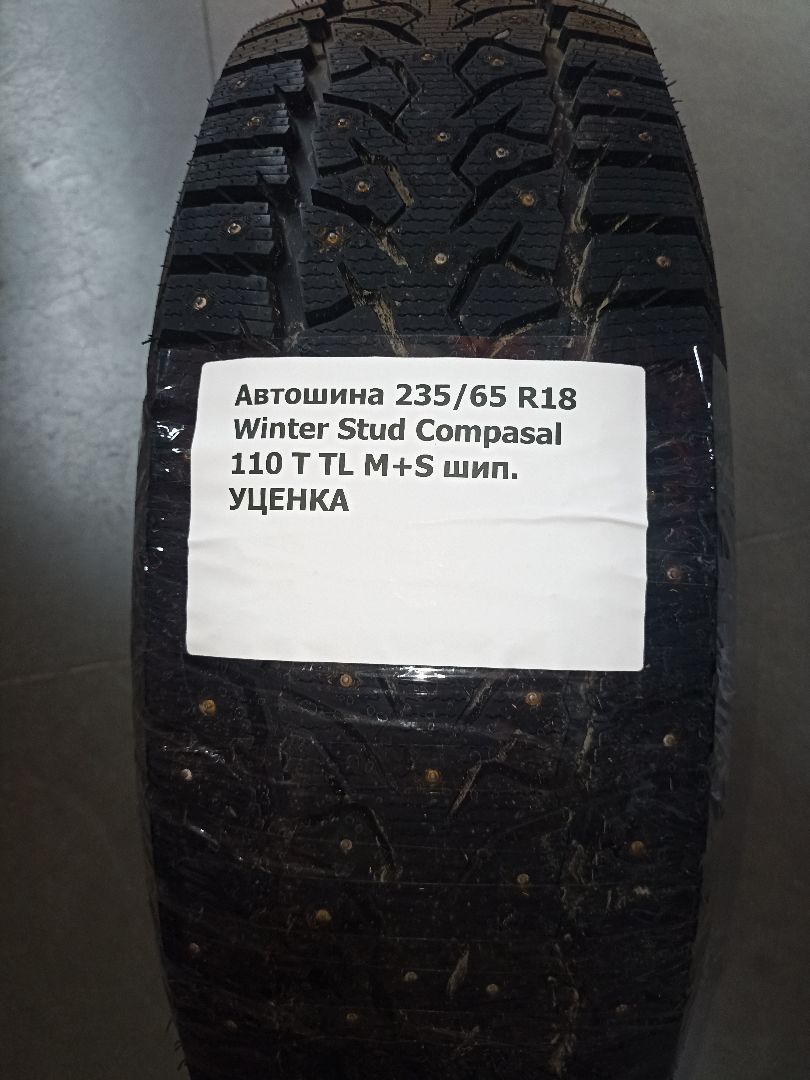 Автошина 235/65 R18
Winter Stud Compasal
110 T TL M+S шип.
УЦЕНКА